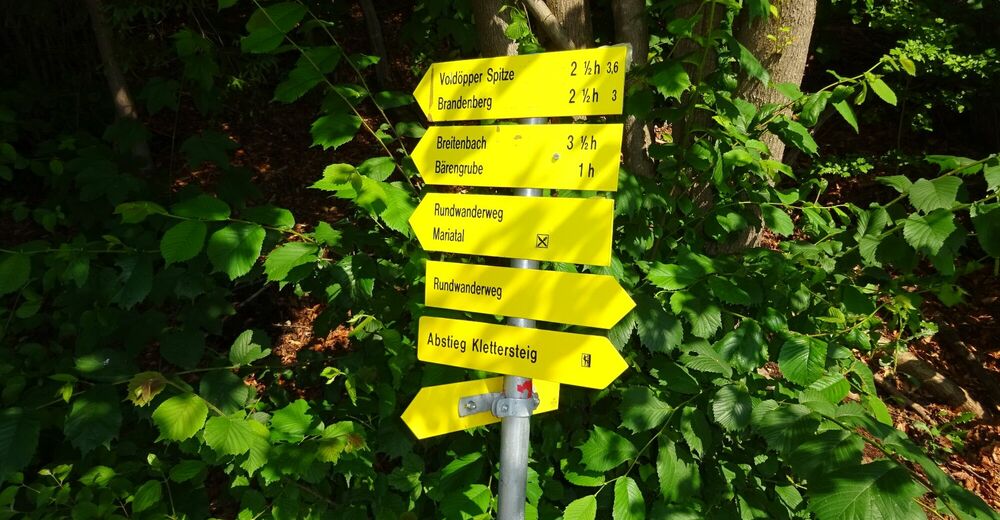 Voldöpper Spitze 2 ½h 3,6
Brandenberg 2 ½h 3
Breitenbach 3 ½h
Bärengrube 1 h
Rundwanderweg
Mariatal
Rundwanderweg
Abstieg Klettersteig